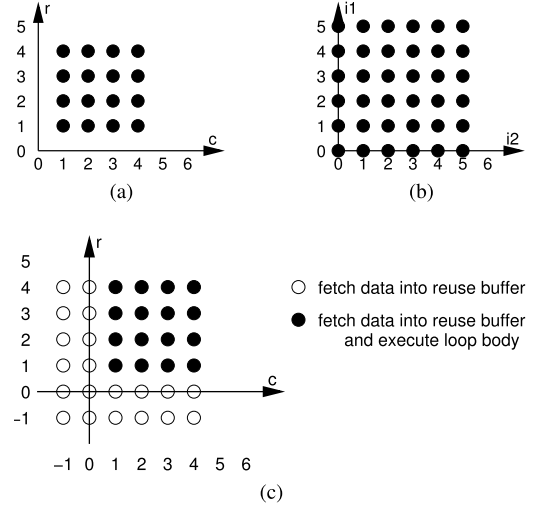 r
5
4
3
2
1
0
c
0 1 2 3 4 5 6
(a)
i1
5
4
3
2
1
0
i2
0 1 2 3 4 5 6
(b)
r
5
4
3
2
1
0
-1
c
−1 0 1 2 3 4 5 6
(c)
fetch data into reuse buffer
fetch data into reuse buffer
and execute loop body